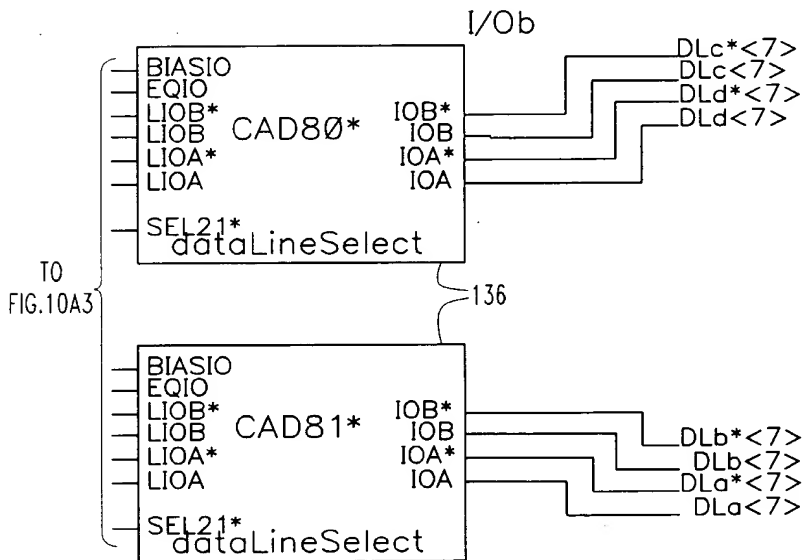 I/Ob
BIASIO
EQIO
LIOB*
LIOB
LIOA*
LIOA
SEL21*
CAD80*
dataLineSelect
IOB*
IOB
IOA*
IOA
DLc*<7>
DLc<7>
DLd*<7>
DLd<7>
TO
FIG.10A3
136
BIASIO
EQIO
LIOB*
LIOB
LIOA*
LIOA
SEL21*
CAD81*
dataLineSelect
IOB*
IOB
IOA*
IOA
DLb*<7>
DLb<7>
DLa*<7>
DLa<7>